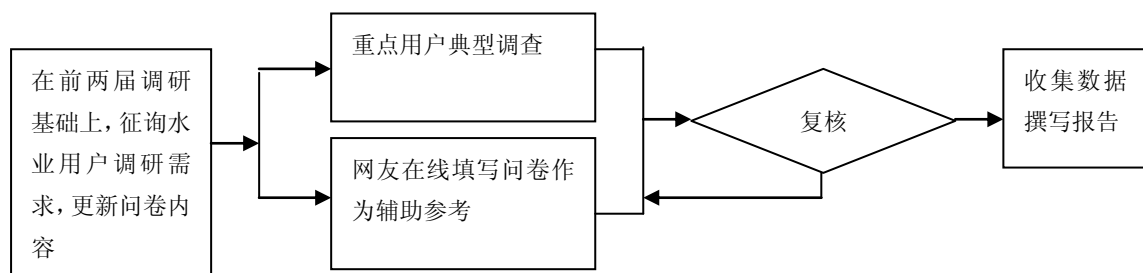 在前两届调研
基础上，征询水
业用户调研需
求，更新问卷内
容
重点用户典型调查
网友在线填写问卷作
为辅助参考
复核
收集数据
撰写报告